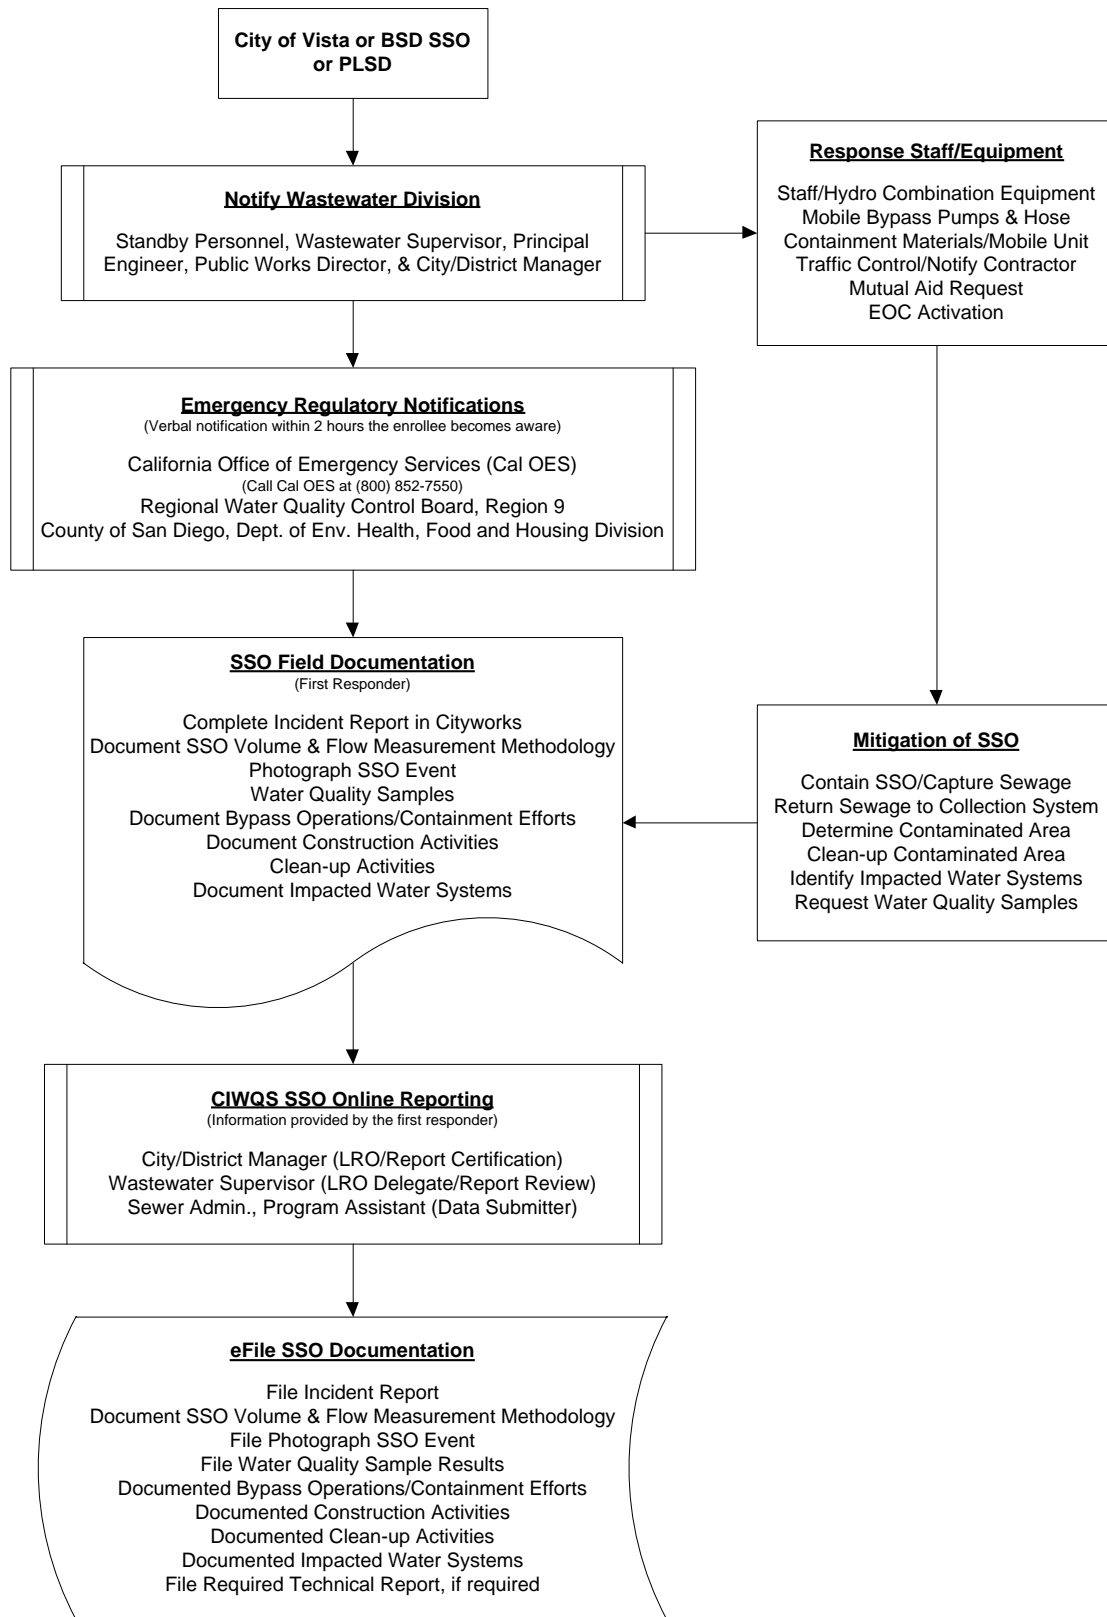 City of Vista or BSD SSO
or PLSD
Notify Wastewater Division
Standby Personnel, Wastewater Supervisor, Principal
Engineer, Public Works Director, & City/District Manager
Response Staff/Equipment
Staff/Hydro Combination Equipment
Mobile Bypass Pumps & Hose
Containment Materials/Mobile Unit
Traffic Control/Notify Contractor
Mutual Aid Request
EOC Activation
Emergency Regulatory Notifications
(Verbal notification within 2 hours the enrollee becomes aware)
California Office of Emergency Services (Cal OES)
(Call Cal OES at (800) 852-7550)
Regional Water Quality Control Board, Region 9
County of San Diego, Dept. of Env. Health, Food and Housing Division
SSO Field Documentation
(First Responder)
Complete Incident Report in Cityworks
Document SSO Volume & Flow Measurement Methodology
Photograph SSO Event
Water Quality Samples
Document Bypass Operations/Containment Efforts
Document Construction Activities
Clean-up Activities
Document Impacted Water Systems
Mitigation of SSO
Contain SSO/Capture Sewage
Return Sewage to Collection System
Determine Contaminated Area
Clean-up Contaminated Area
Identify Impacted Water Systems
Request Water Quality Samples
CIWQS SSO Online Reporting
(Information provided by the first responder)
City/District Manager (LRO/Report Certification)
Wastewater Supervisor (LRO Delegate/Report Review)
Sewer Admin., Program Assistant (Data Submitter)
eFile SSO Documentation
File Incident Report
Document SSO Volume & Flow Measurement Methodology
File Photograph SSO Event
File Water Quality Sample Results
Documented Bypass Operations/Containment Efforts
Documented Construction Activities
Documented Clean-up Activities
Documented Impacted Water Systems
File Required Technical Report, if required